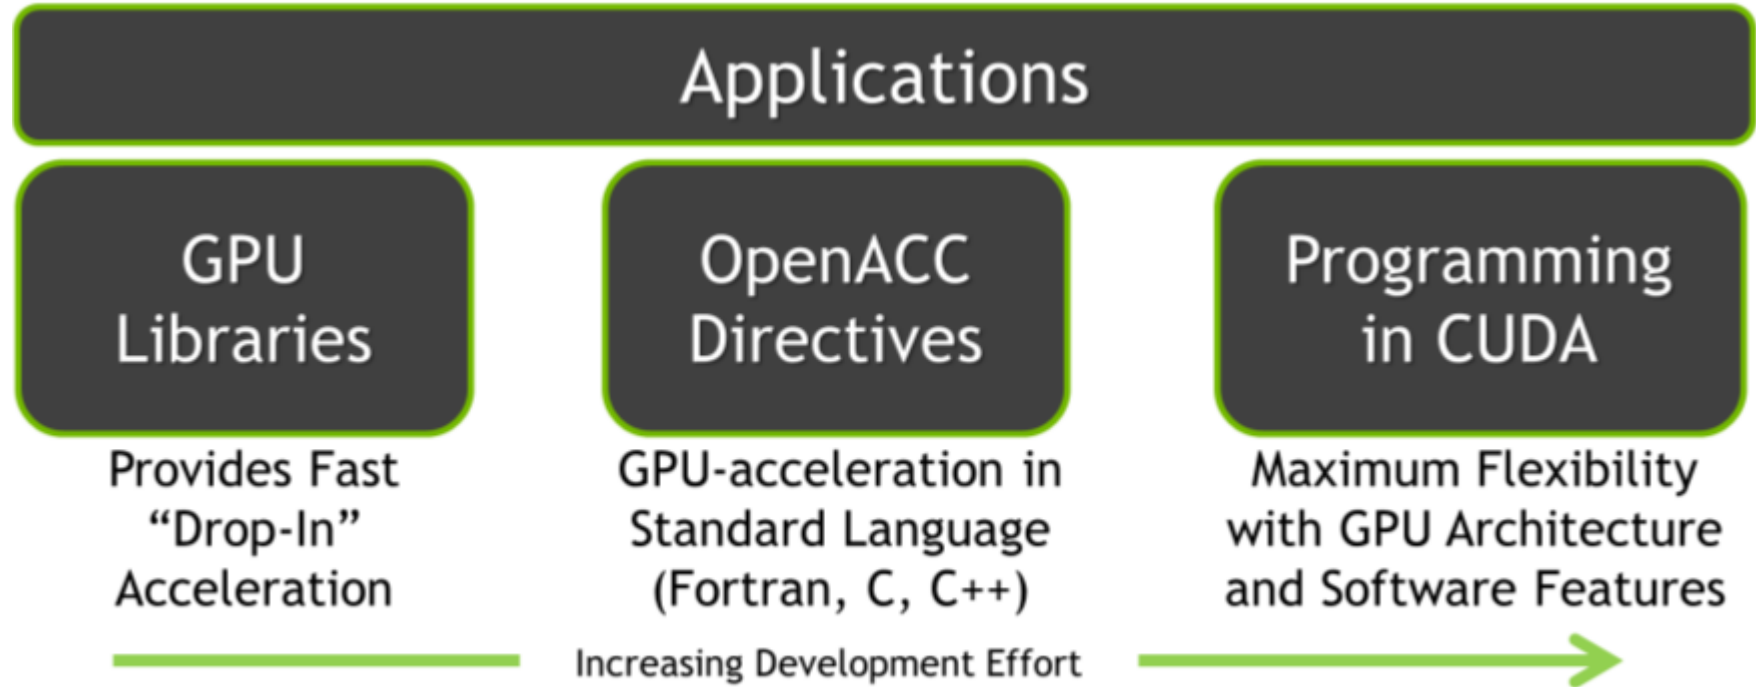 Applications
GPU
Libraries
OpenACC
Directives
Programming
in CUDA
Provides Fast
“Drop-In”
Acceleration
GPU-acceleration in
Standard Language
(Fortran, C, C++)
Maximum Flexibility
with GPU Architecture
and Software Features
Increasing Development Effort